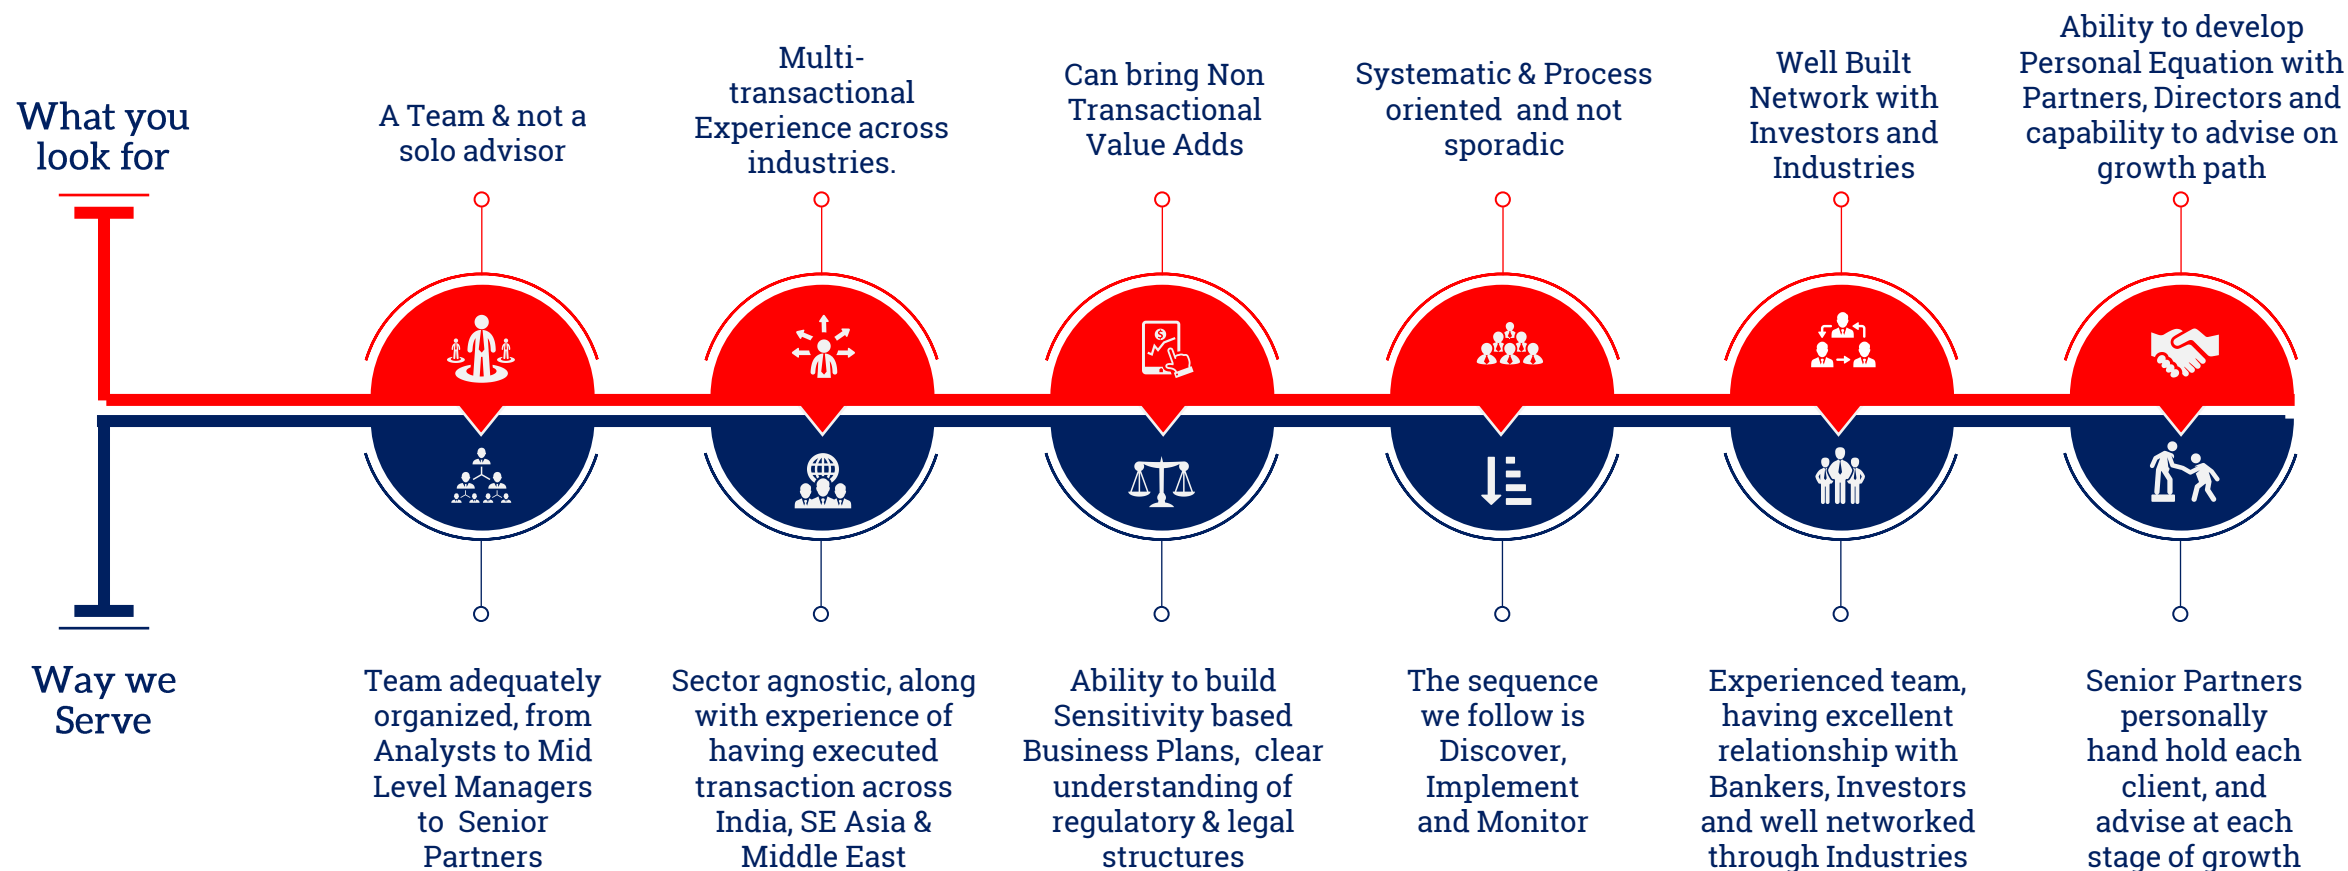 What you
look for
A Team & not a
solo advisor
Multi-
transactional
Experience across
industries.
Can bring Non
Transactional
Value Adds
Systematic & Process
oriented and not
sporadic
Well Built
Network with
Investors and
Industries
Ability to develop
Personal Equation with
Partners, Directors and
capability to advise on
growth path
Way we
Serve
Team adequately
organized, from
Analysts to Mid
Level Managers
to Senior
Partners
Sector agnostic, along
with experience of
having executed
transaction across
India, SE Asia &
Middle East
Ability to build
Sensitivity based
Business Plans, clear
understanding of
regulatory & legal
structures
The sequence
we follow is
Discover,
Implement
and Monitor
Experienced team,
having excellent
relationship with
Bankers, Investors
and well networked
through Industries
Senior Partners
personally
hand hold each
client, and
advise at each
stage of growth